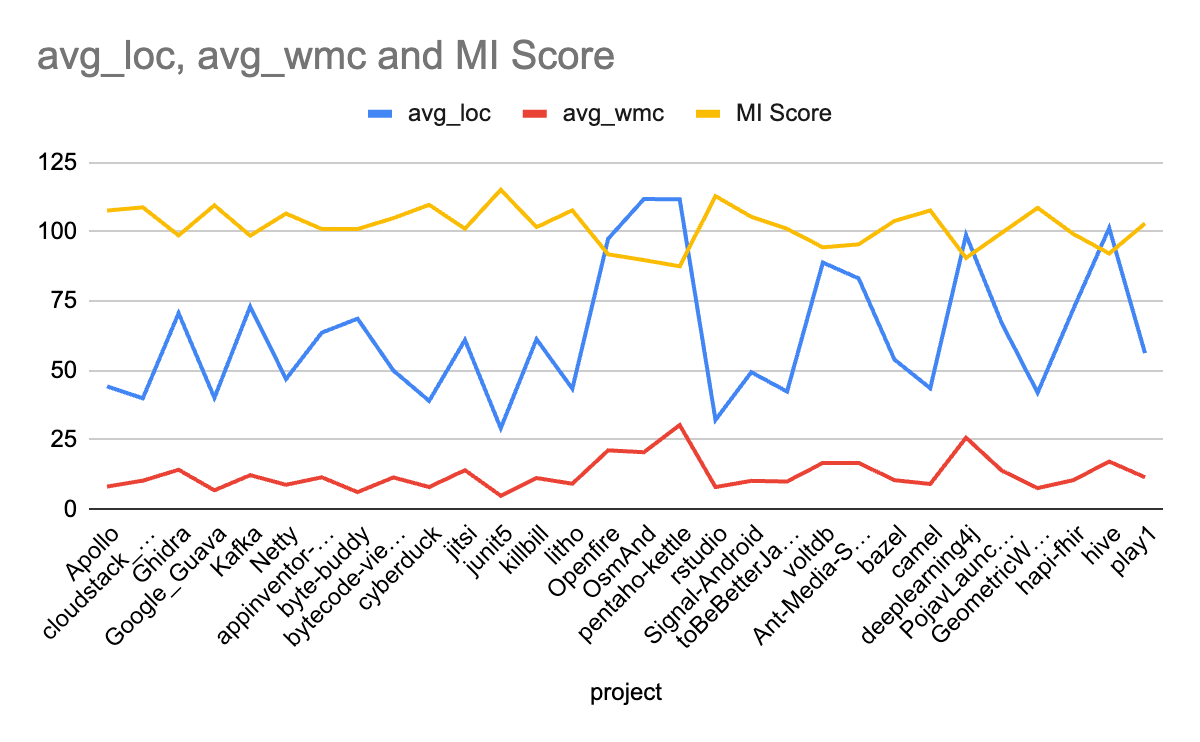 avg_loc, avg_wmc and MI Score
avg_loc avg_wmc MI Score
125
100
75
50
25
0
Apollo
cloudstack_…
Ghidra
Google_Guava
Kafka
Netty
appinventor-…
byte-buddy
bytecode-vie…
cyberduck
jitsi
junit5
killbill
litho
Openfire
OsmAnd
pentaho-kettle
rstudio
Signal-Android
toBeBetterJa…
voltdb
Ant-Media-S…
bazel
camel
deeplearning4j
PojavLaunc…
GeometricW…
hapi-fhir
hive
play1
project